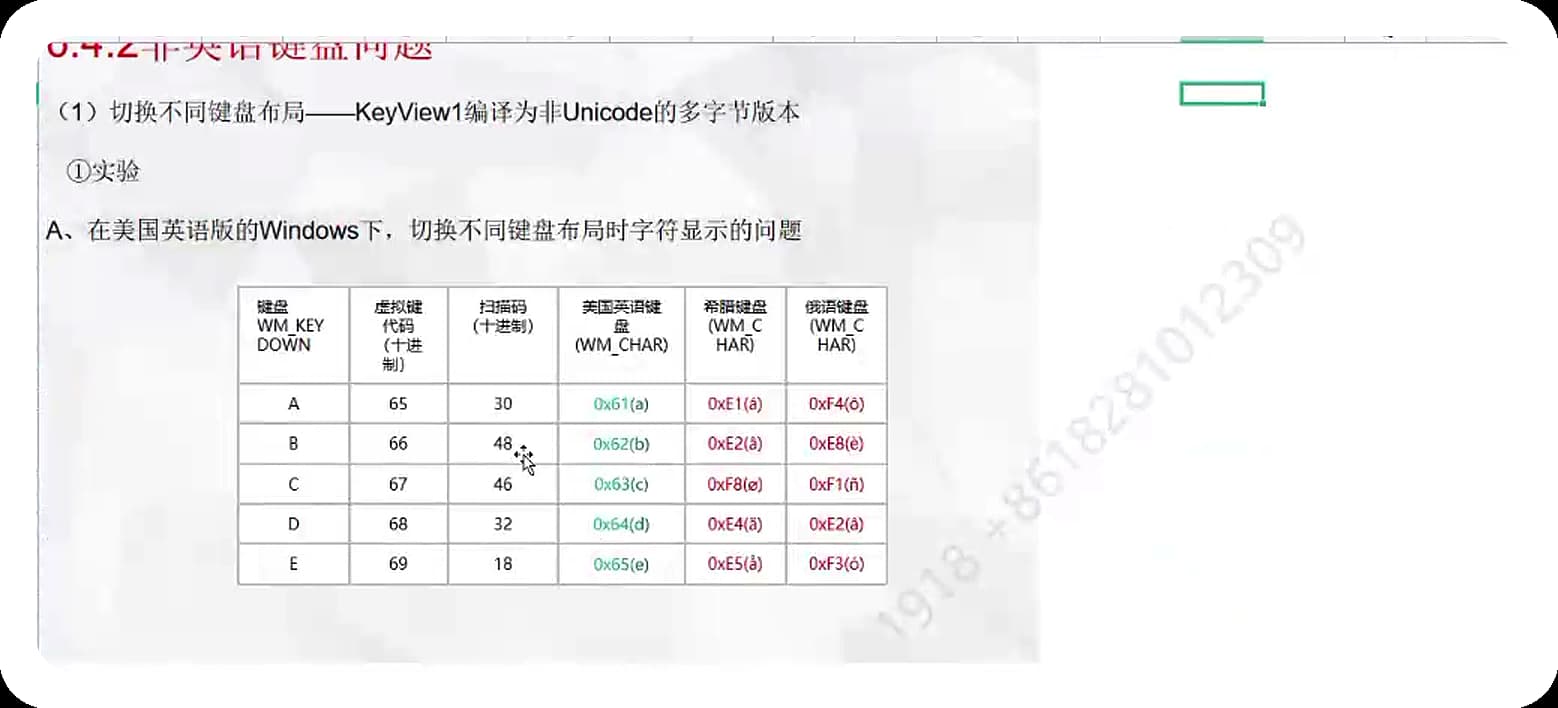 6.4.2非英语键盘问题
（1）切换不同键盘布局——KeyView1编译为非Unicode的多字节版本
①实验
A、在美国英语版的Windows下，切换不同键盘布局时字符显示的问题
键盘 WM_KEYDOWN 虚拟键代码（十进制） 扫描码（十进制） 美国英语键盘(WM_CHAR) 希腊键盘(WM_CHAR) 俄语键盘(WM_CHAR)
A 65 30 0x61(a) 0xE1(á) 0xF4(ô)
B 66 48 0x62(b) 0xE2(â) 0xE8(è)
C 67 46 0x63(c) 0xF8(ø) 0xF1(ñ)
D 68 32 0x64(d) 0xE4(ä) 0xE2(â)
E 69 18 0x65(e) 0xE5(å) 0xF3(ó)
1918 +8618281012309